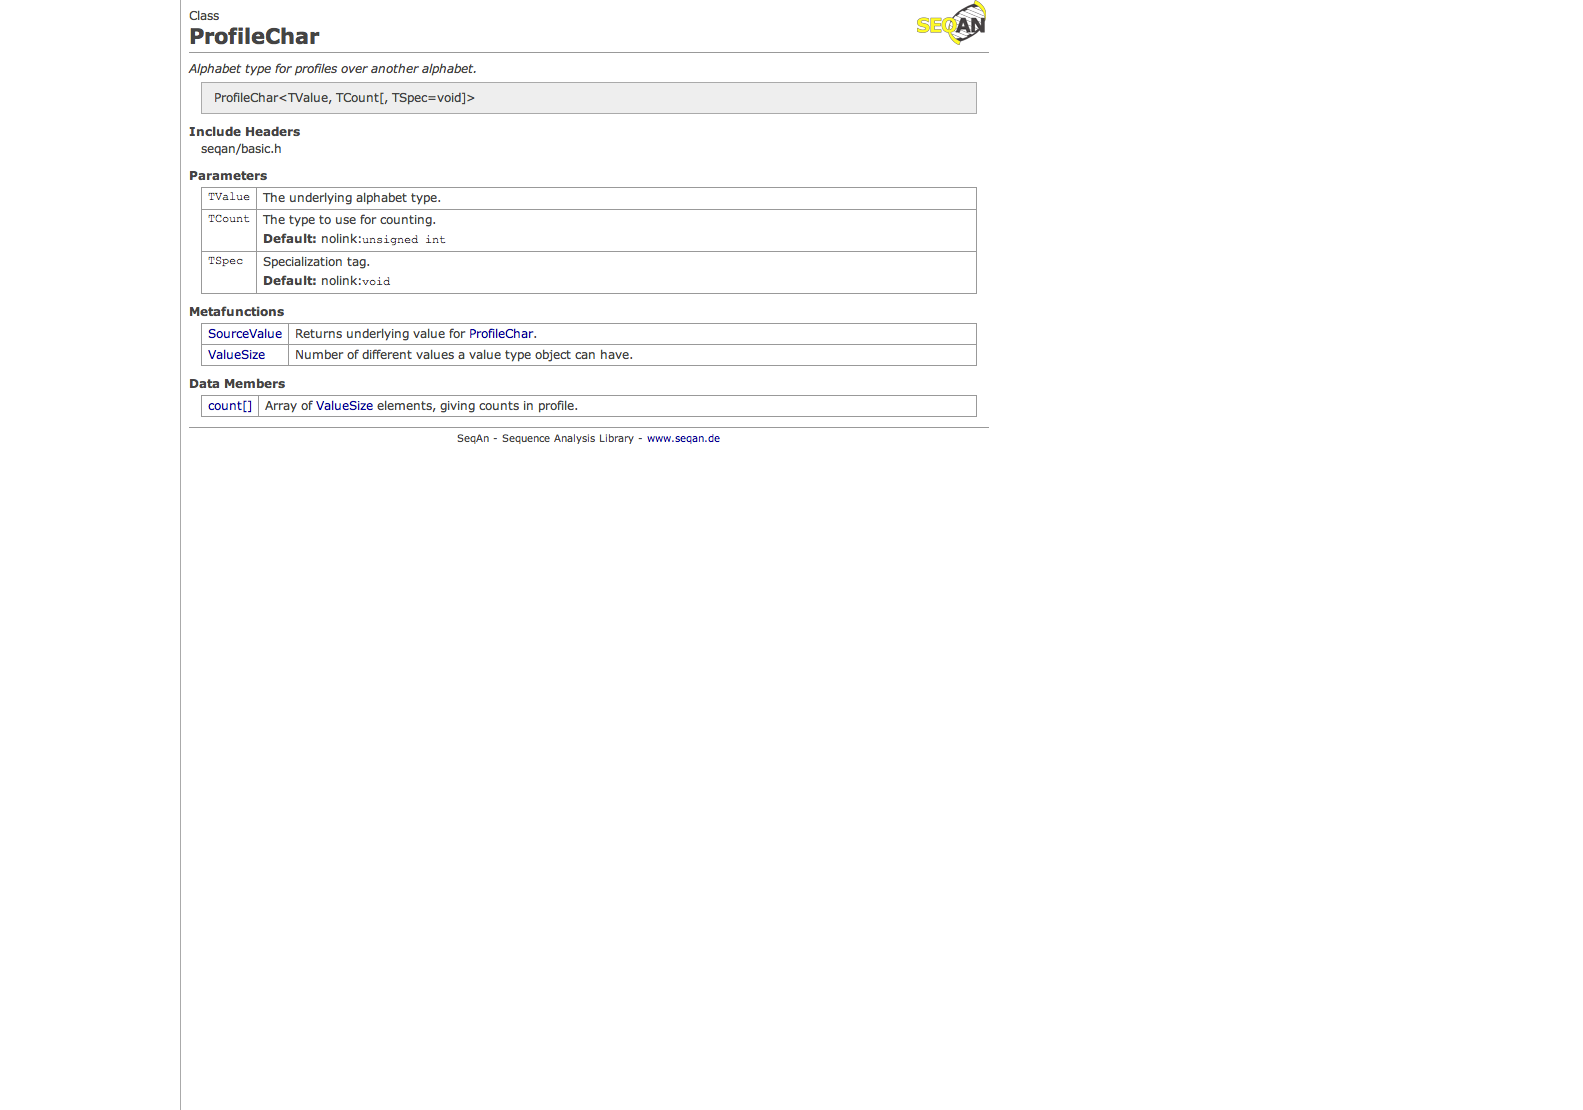 Class
SEQAN
ProfileChar
Alphabet type for profiles over another alphabet.
ProfileChar<TValue, TCount[, TSpec=void]>
Include Headers
seqan/basic.h
Parameters
TValue The underlying alphabet type.
TCount The type to use for counting.
Default: nolink:unsigned int
TSpec Specialization tag.
Default: nolink:void
Metafunctions
SourceValue Returns underlying value for ProfileChar.
ValueSize Number of different values a value type object can have.
Data Members
count[] Array of ValueSize elements, giving counts in profile.
SeqAn - Sequence Analysis Library - www.seqan.de